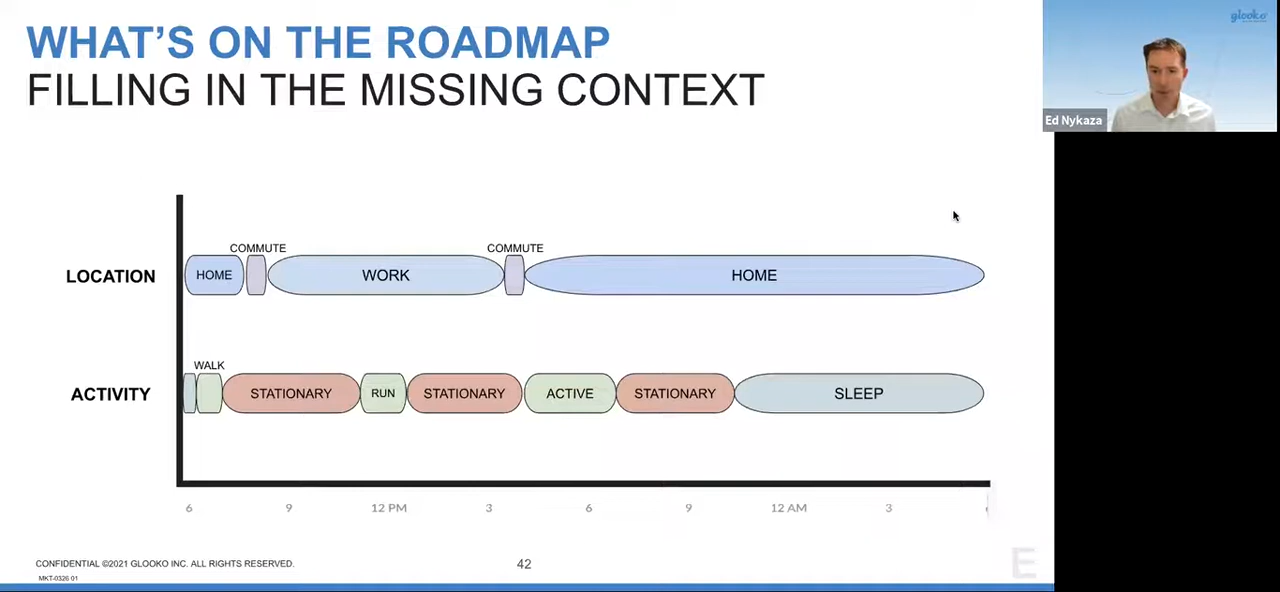 WHAT'S ON THE ROADMAP
FILLING IN THE MISSING CONTEXT
glooko
Ed Nykaza
COMMUTE COMMUTE
LOCATION HOME WORK HOME
WALK
ACTIVITY STATIONARY RUN STATIONARY ACTIVE STATIONARY SLEEP
6 9 12 PM 3 6 9 12 AM 3
CONFIDENTIAL ©2021 GLOOKO INC. ALL RIGHTS RESERVED. 42 E
MKT-0326 01